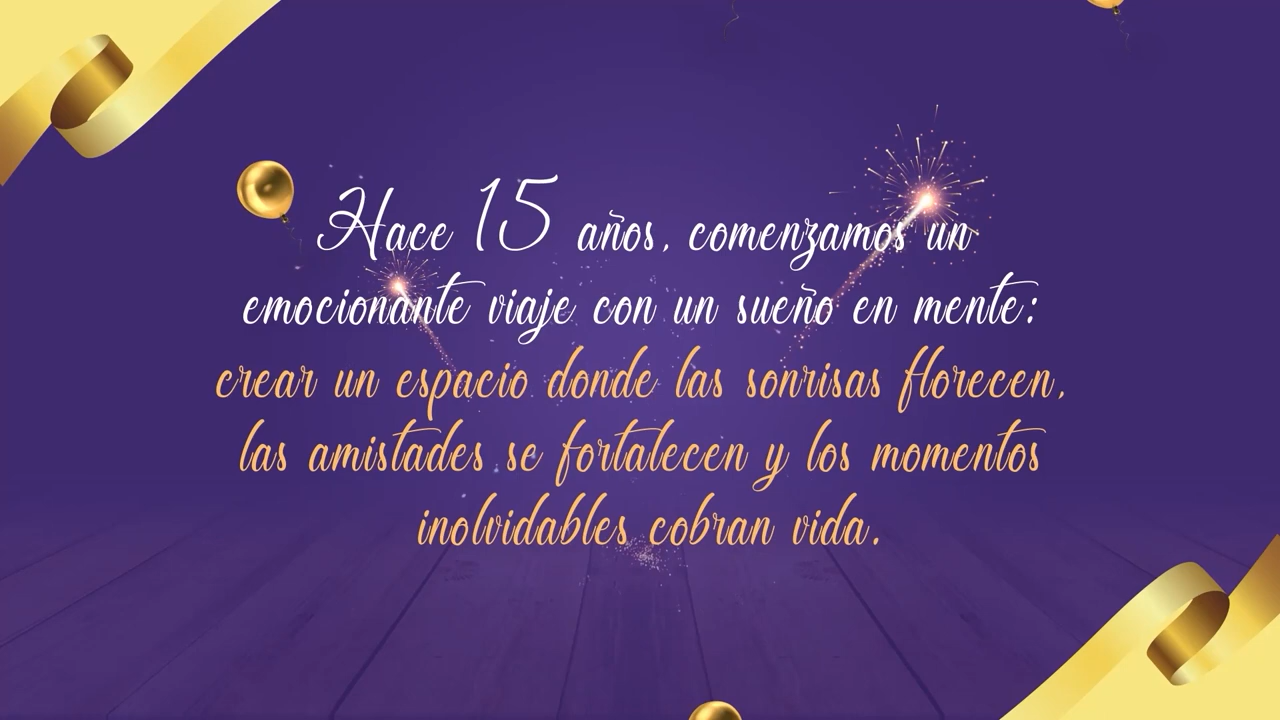 Hace 15 años, comenzamos un
emocionante viaje con un sueño en mente:
crear un espacio donde las sonrisas florecen,
las amistades se fortalecen y los momentos
inolvidables cobran vida.